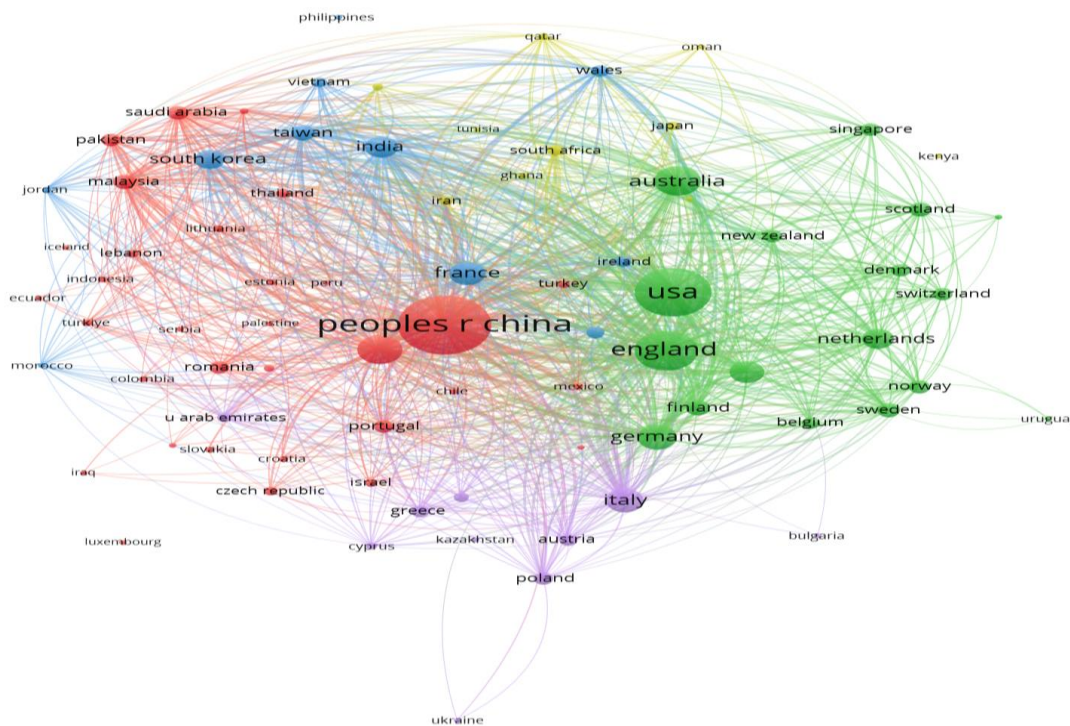 philippines
qatar
oman
wales
vietnam
saudi arabia
pakistan
taiwan
tunisia
japan
singapore
india
south korea
south africa
kenya
ghana
malaysia
australia
jordan
thailand
iran
scotland
lithuania
new zealand
iceland
lebanon
ireland
france
denmark
indonesia
estonia
peru
turkey
usa
switzerland
ecuador
turkiye
serbia
palestine
peoples r china
netherlands
england
morocco
romania
colombia
chile
mexico
norway
finland
u arab emirates
portugal
sweden
belgium
urugua
germany
slovakia
croatia
iraq
israel
czech republic
italy
greece
luxembourg
cyprus
kazakhstan
austria
bulgaria
poland
ukraine